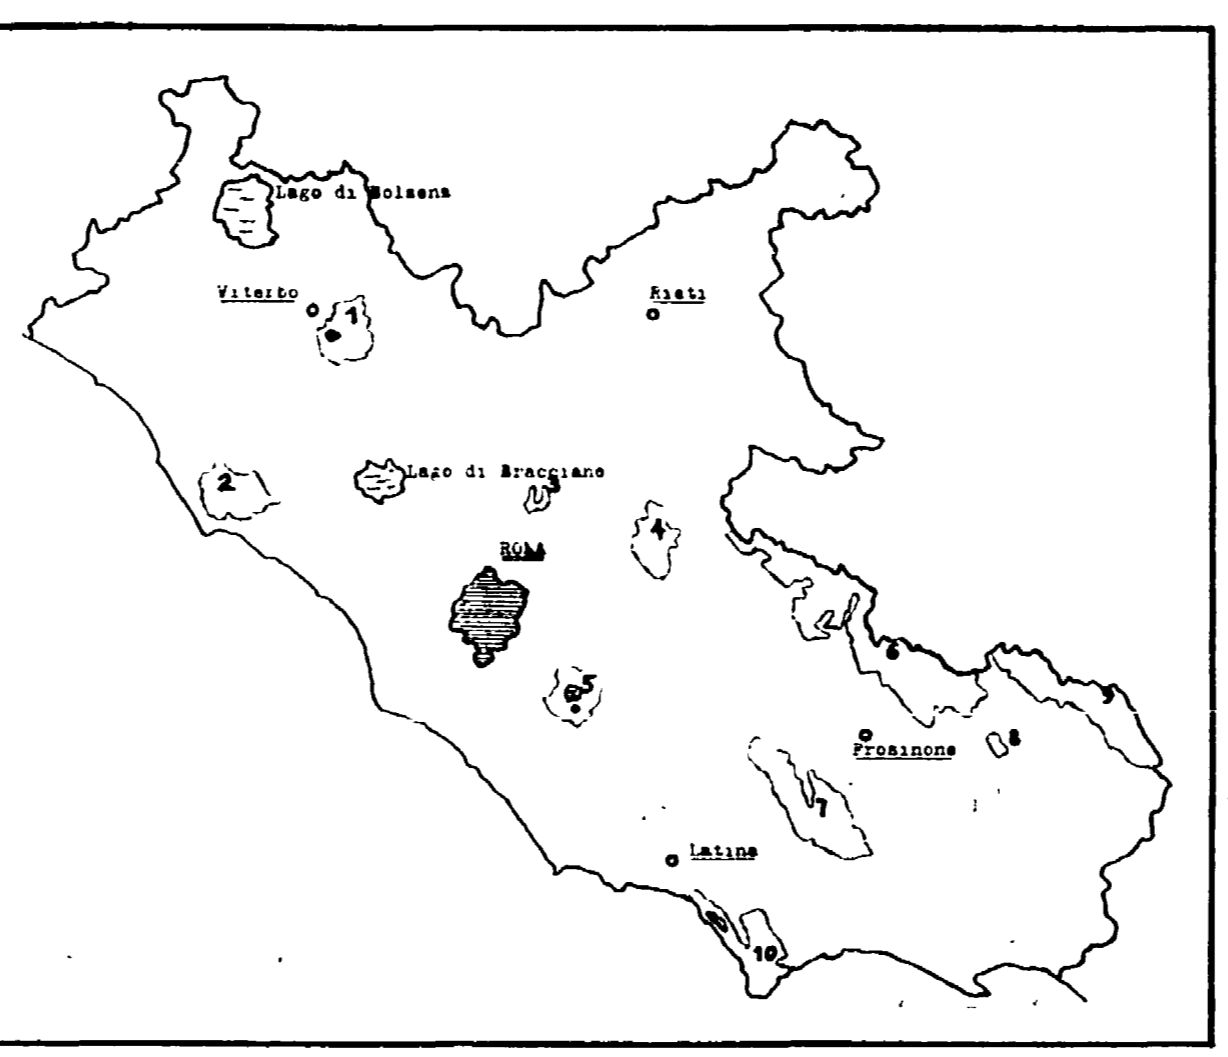 Lago di Bolsena
Viterbo
Rieti
1
2
Lago di Bracciano
3
4
ROMA
5
6
9
Frosinone
8
7
Latina
10